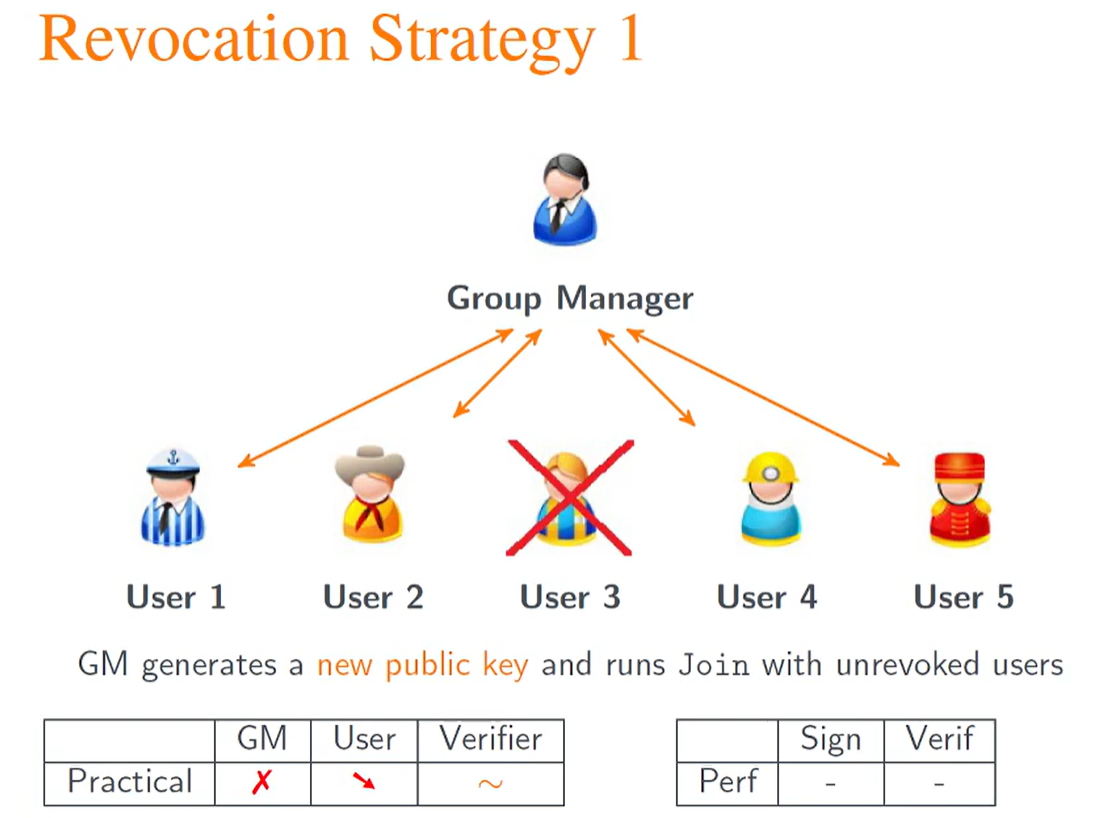 Revocation Strategy 1
Group Manager
User 1 User 2 User 3 User 4 User 5
GM generates a new public key and runs Join with unrevoked users
GM User Verifier
Practical ✗ ➘ ~
Sign Verif
Perf - -